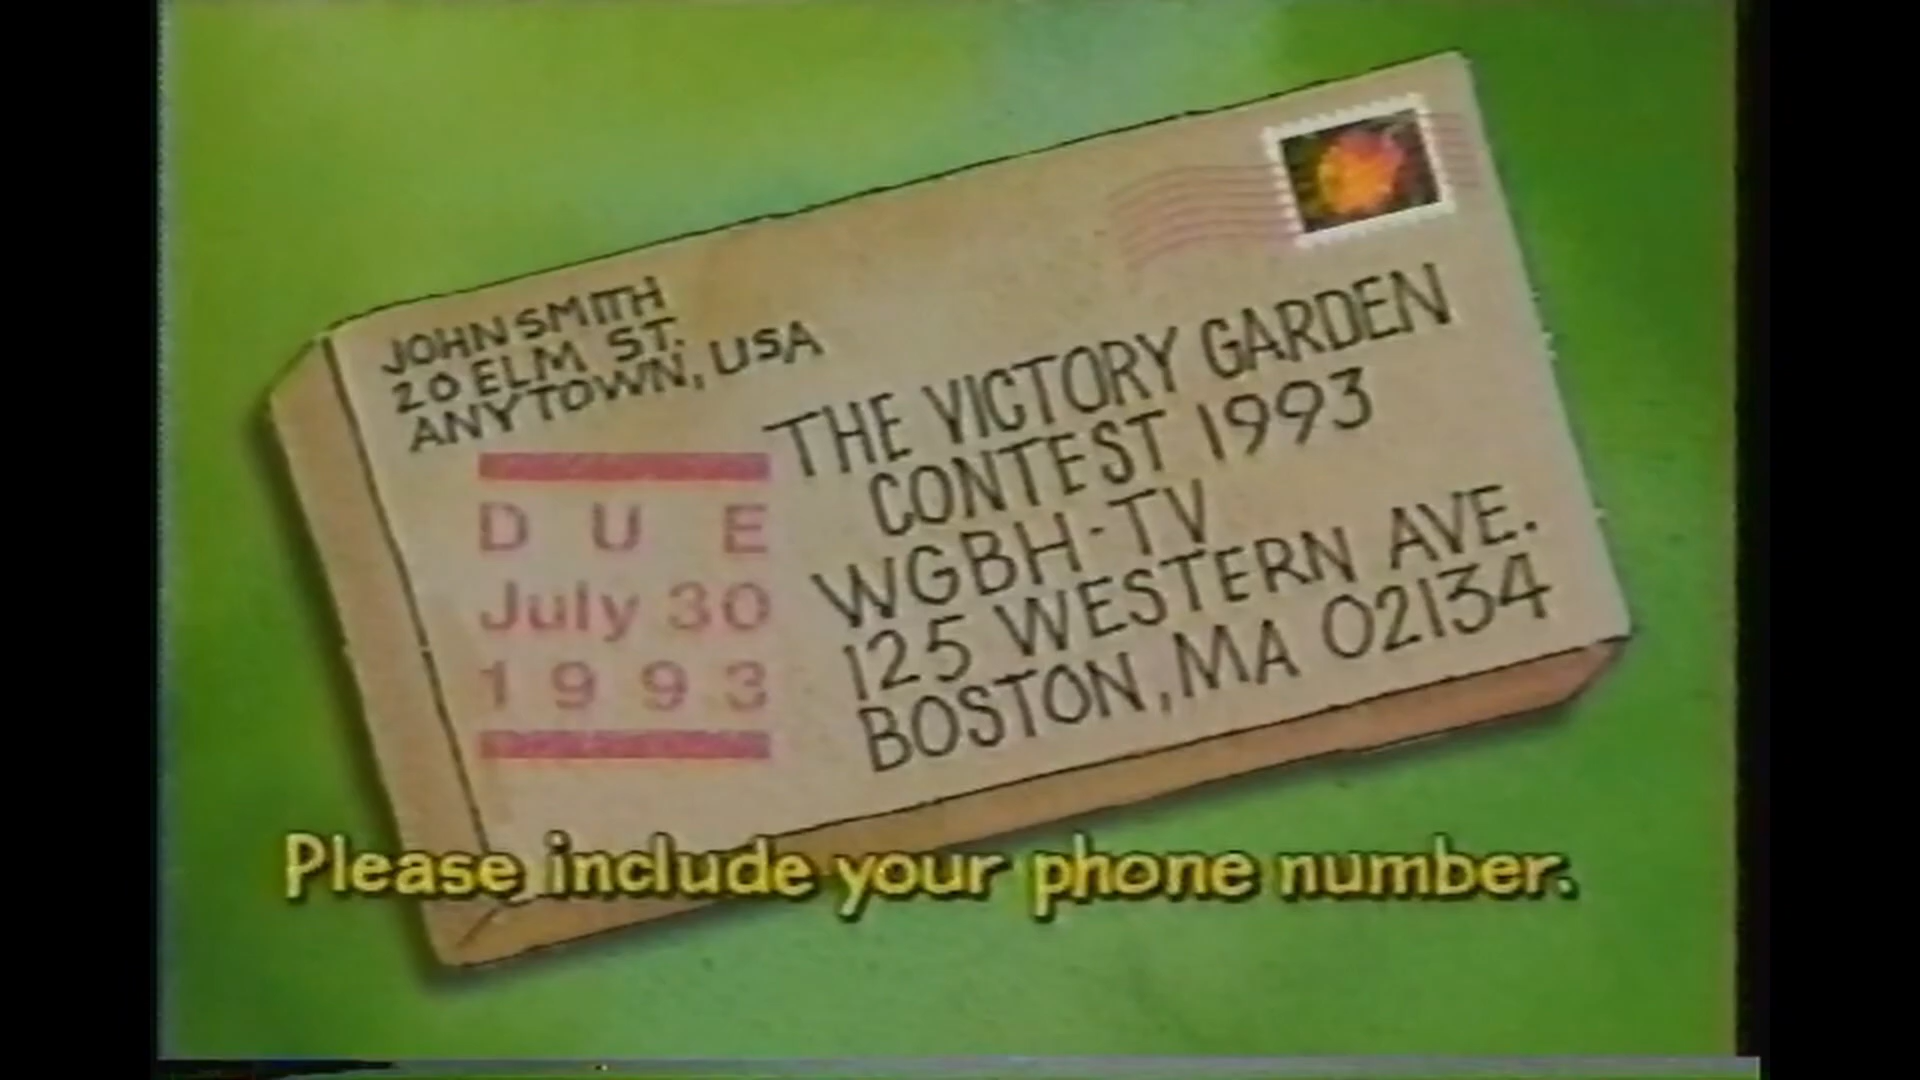 JOHN SMITH
20 ELM ST.
ANYTOWN, USA
THE VICTORY GARDEN
CONTEST 1993
WGBH-TV
125 WESTERN AVE.
BOSTON, MA 02134
DUE
July 30
1993
Please include your phone number.